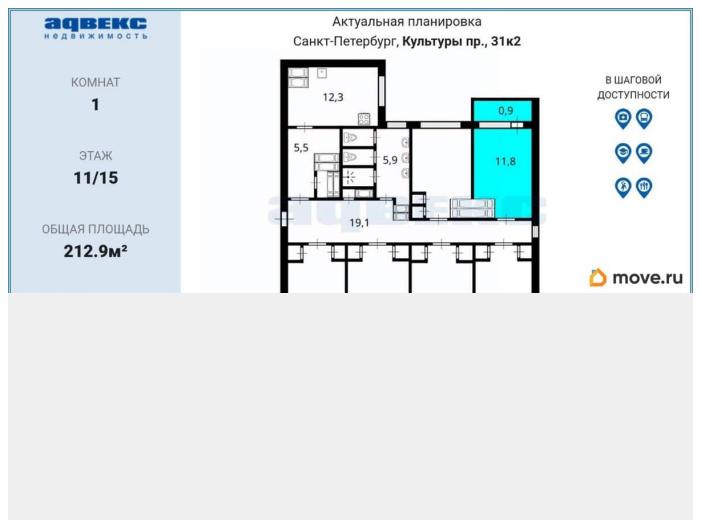 адвекс
недвижимость
Актуальная планировка
Санкт-Петербург, Культуры пр., 31к2
КОМНАТ
1
ЭТАЖ
11/15
ОБЩАЯ ПЛОЩАДЬ
212.9м²
В ШАГОВОЙ
ДОСТУПНОСТИ
12,3
0,9
5,5
5,9
11,8
адвекс
19,1
move.ru